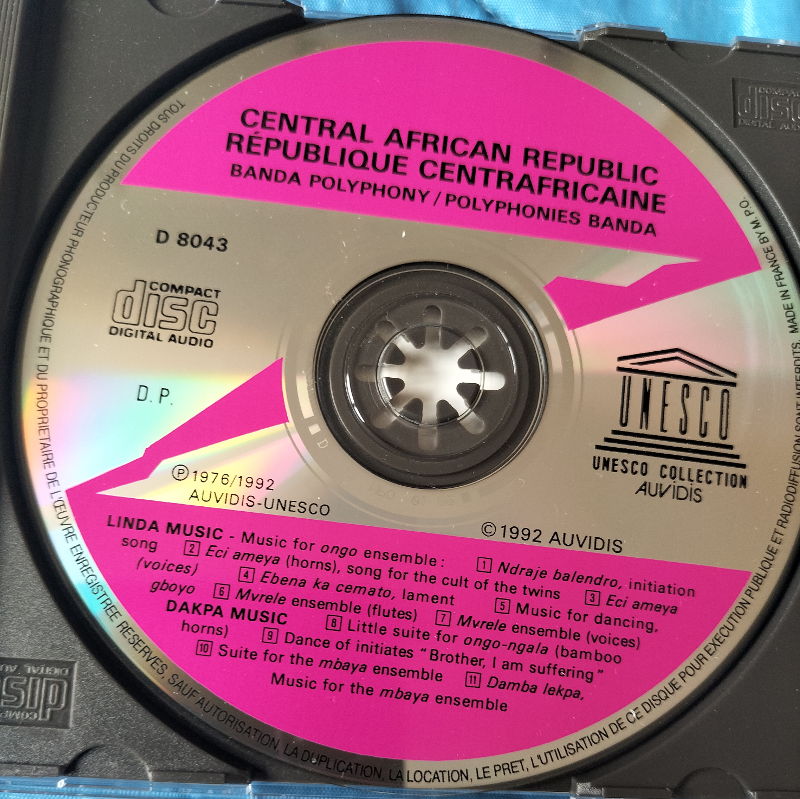 CENTRAL AFRICAN REPUBLIC
RÉPUBLIQUE CENTRAFRICAINE
BANDA POLYPHONY / POLYPHONIES BANDA
D 8043
COMPACT
disc
DIGITAL AUDIO
D. P.
UNESCO
UNESCO COLLECTION
AUVIDIS
Ⓟ 1976/1992
AUVIDIS-UNESCO
© 1992 AUVIDIS
LINDA MUSIC - Music for ongo ensemble : 1 Ndraje balendro, initiation
song 2 Eci ameya (horns), song for the cult of the twins 3 Eci ameya
(voices) 4 Ebena ka cemato, lament 5 Music for dancing,
gboyo 6 Mvrele ensemble (flutes) 7 Mvrele ensemble (voices)
DAKPA MUSIC 8 Little suite for ongo-ngala (bamboo
horns) 9 Dance of initiates "Brother, I am suffering"
10 Suite for the mbaya ensemble 11 Damba lekpa,
Music for the mbaya ensemble
TOUS DROITS DU PRODUCTEUR PHONOGRAPHIQUE ET DU PROPRIETAIRE DE L'ŒUVRE ENREGISTREE RESERVES, SAUF AUTORISATION, LA DUPLICATION, LA LOCATION, LE PRET, L'UTILISATION DE CE DISQUE POUR EXECUTION PUBLIQUE ET RADIODIFFUSION SONT INTERDITS. MADE IN FRANCE BY M.P.O.
COMPACT
disc
DIGITAL AUDIO